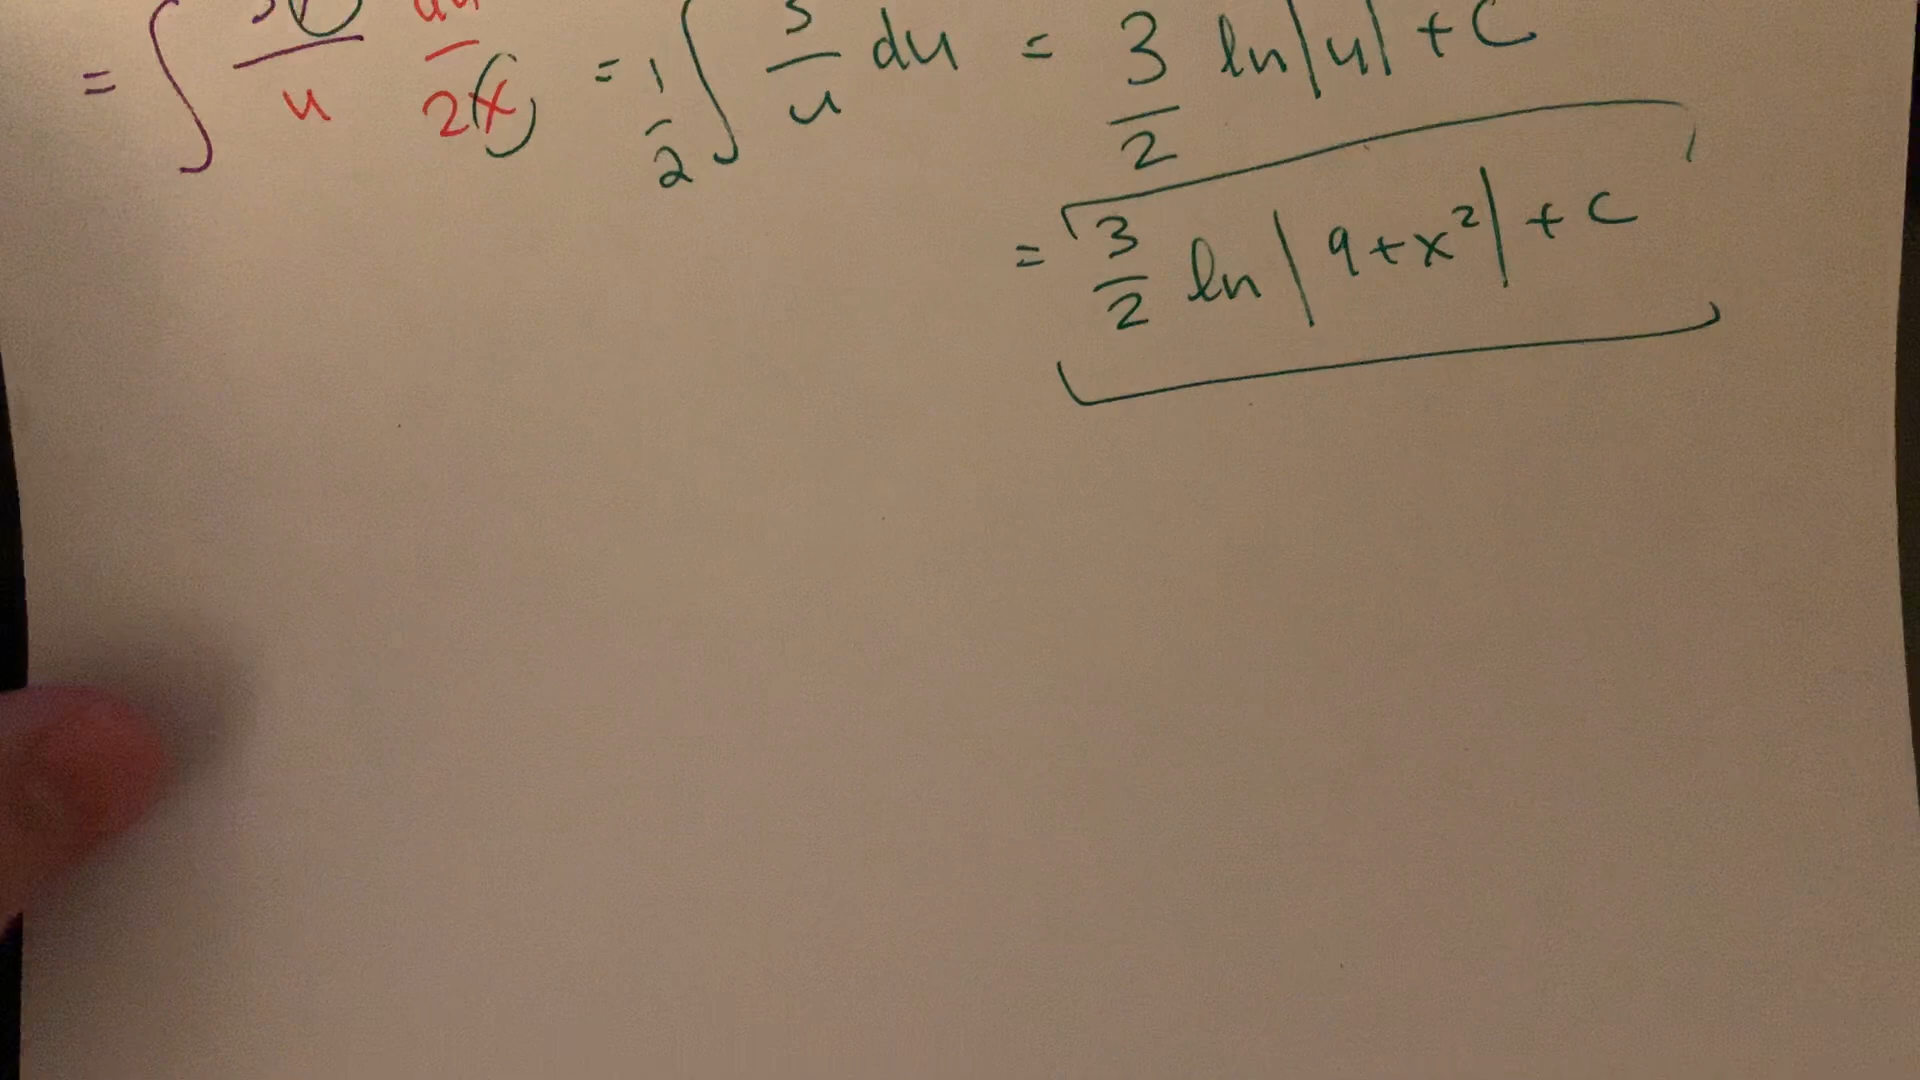 = ∫ 3x/u du/2x = 1/2 ∫ 3/u du = 3/2 ln|u| + C
= 3/2 ln|9+x²| + C